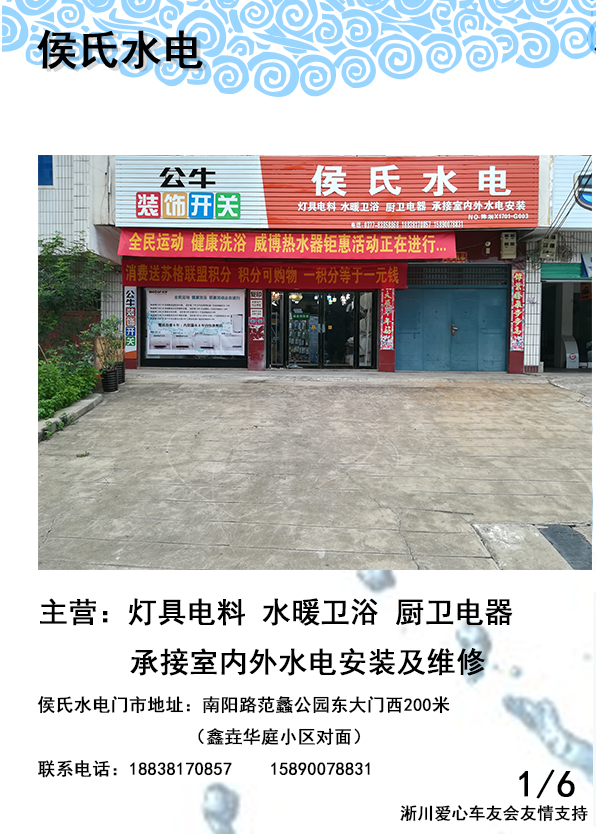 侯氏水电
公牛
装饰开关
侯氏水电
灯具电料 水暖卫浴 厨卫电器 承接室内外水电安装
全民运动 健康洗浴 威博热水器钜惠活动正在进行...
消费送苏格联盟积分 积分可购物 一积分等于一元钱
公牛装饰开关
主营：灯具电料 水暖卫浴 厨卫电器
承接室内外水电安装及维修
侯氏水电门市地址：南阳路范蠡公园东大门西200米
（鑫垚华庭小区对面）
联系电话：18838170857 15890078831
1/6
淅川爱心车友会友情支持